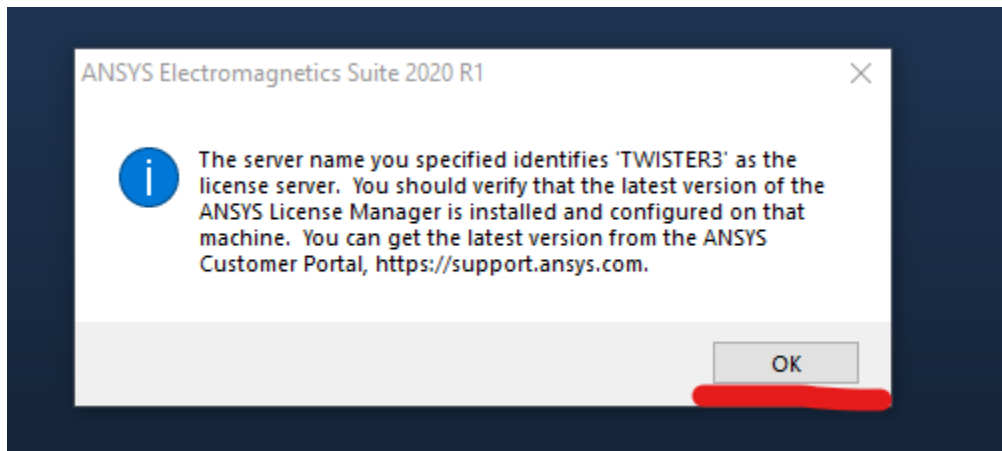 ANSYS Electromagnetics Suite 2020 R1
The server name you specified identifies 'TWISTER3' as the
license server.  You should verify that the latest version of the
ANSYS License Manager is installed and configured on that
machine.  You can get the latest version from the ANSYS
Customer Portal, https://support.ansys.com.
OK